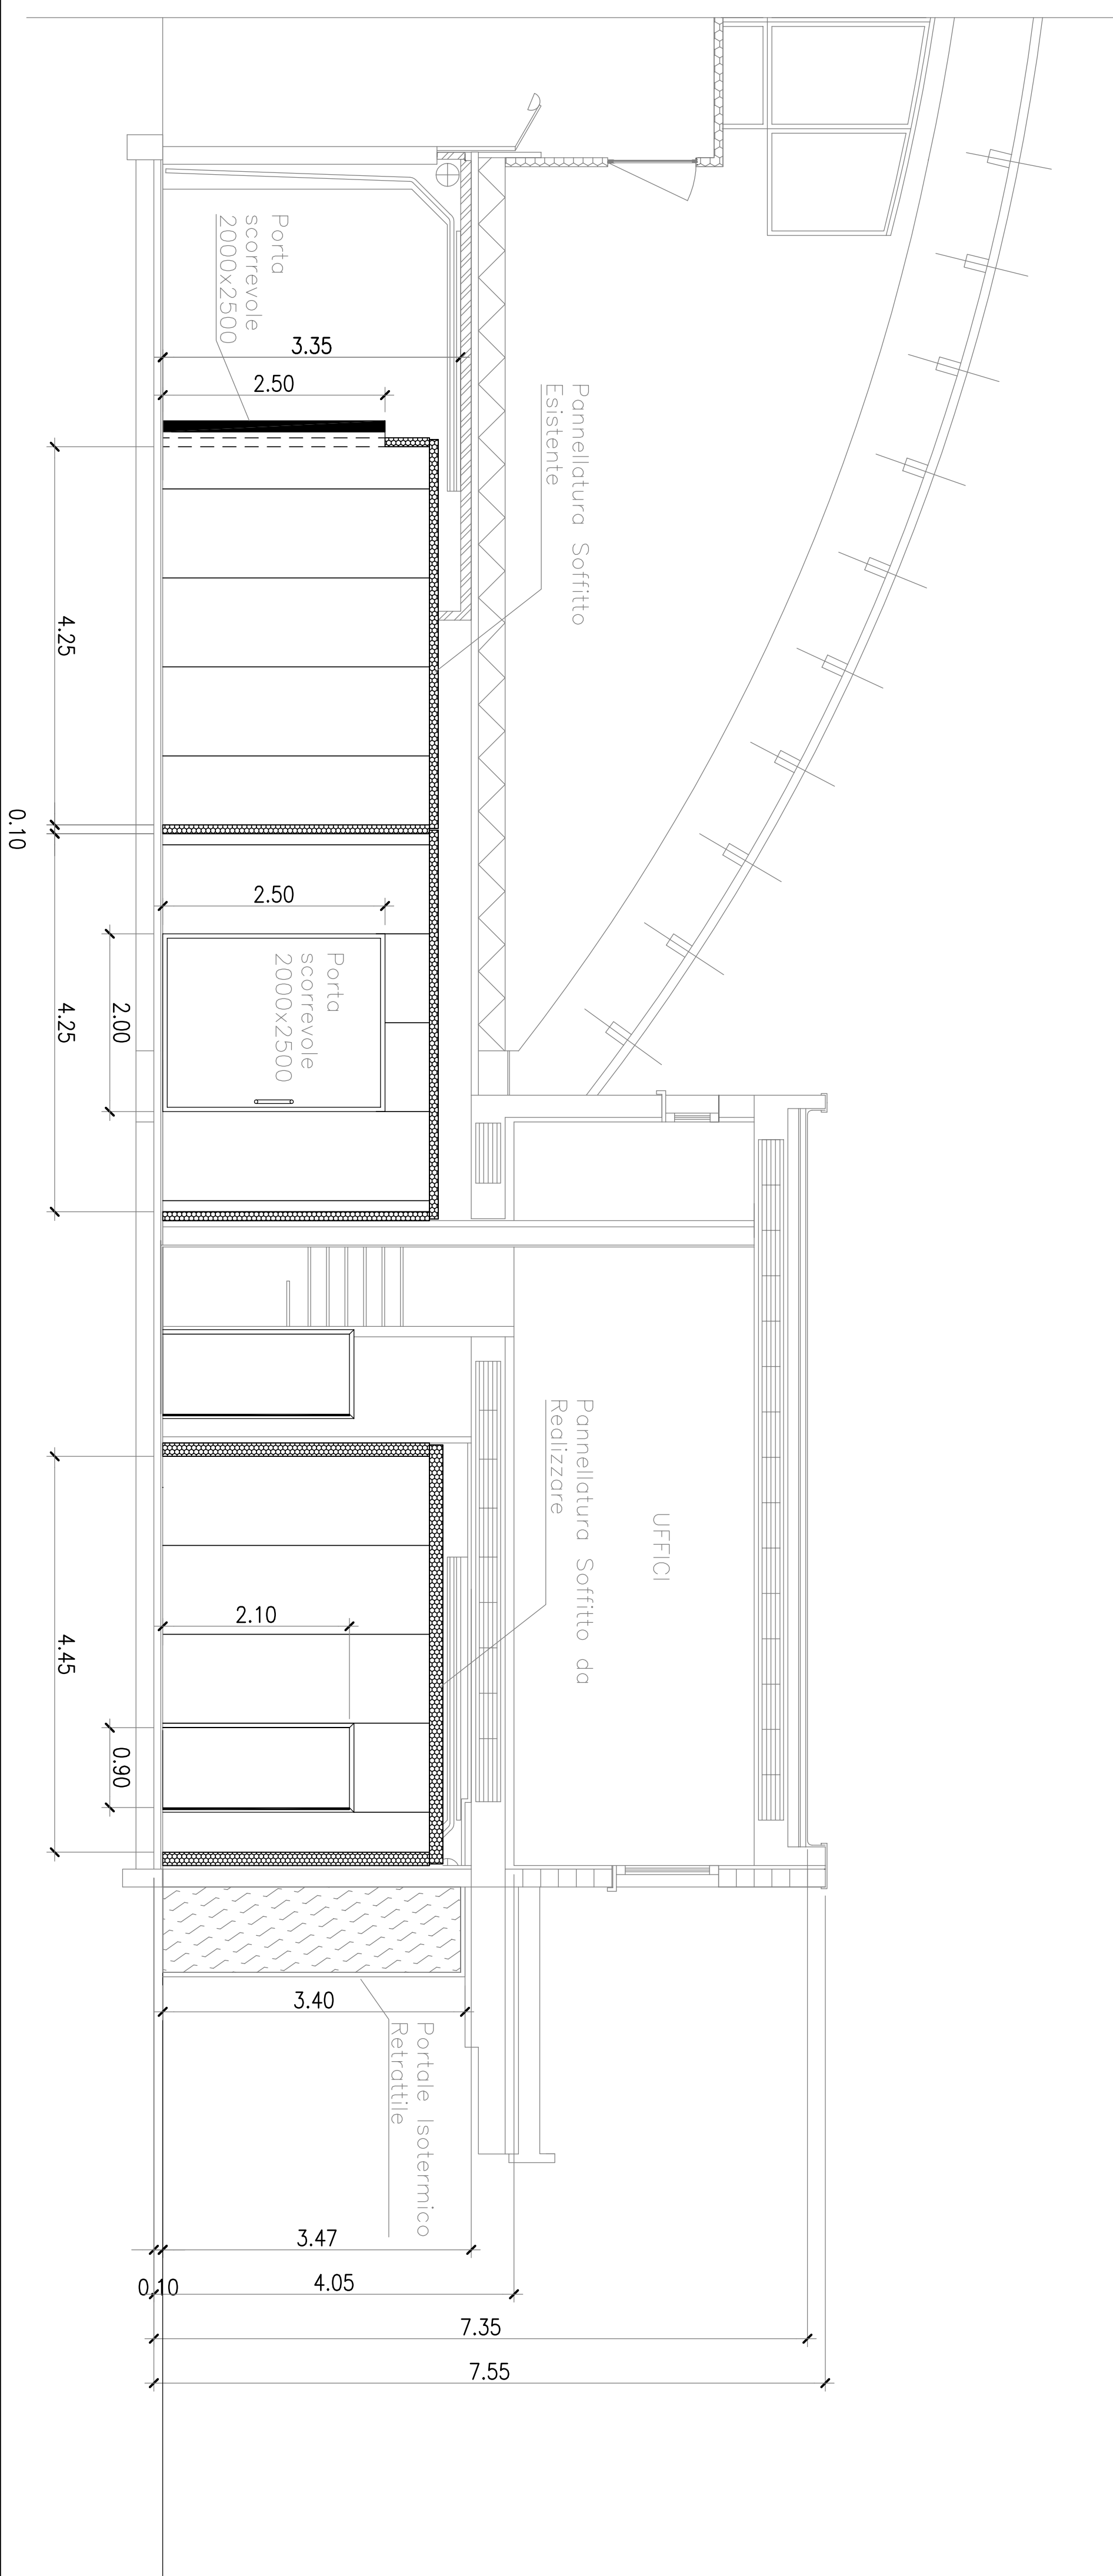 Porta
scorrevole
2000x2500
3.35
2.50
Pannellatura Soffitto
Esistente
4.25
0.10
2.50
Porta
scorrevole
2000x2500
2.00
4.25
Pannellatura Soffitto da
Realizzare
UFFICI
2.10
4.45
0.90
3.40
Portale Isotermico
Retrattile
3.47
0.10
4.05
7.35
7.55